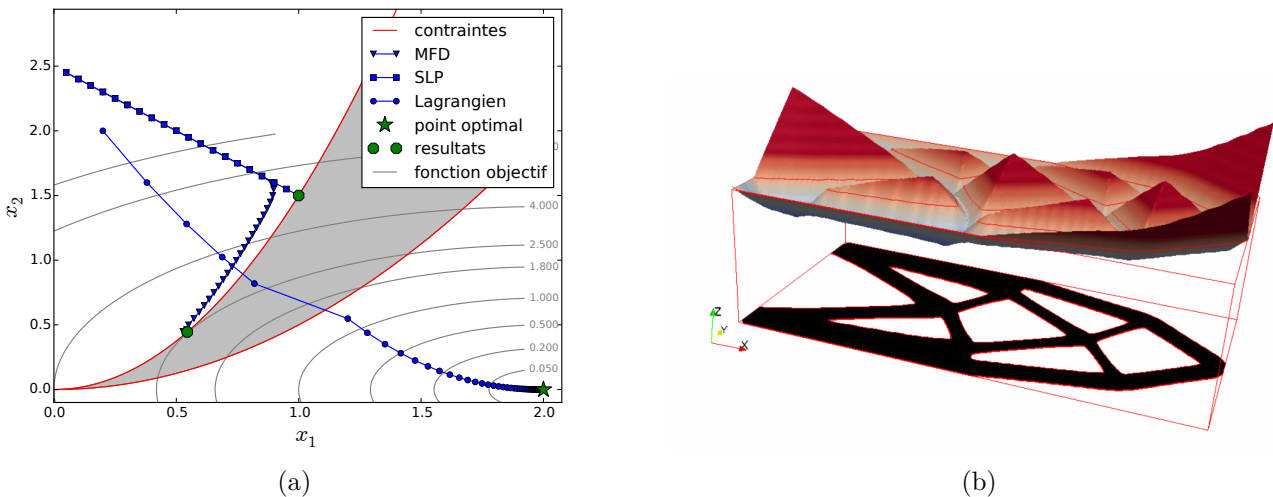 contraintes
MFD
SLP
Lagrangien
point optimal
resultats
fonction objectif
4.000
2.500
1.800
1.000
0.500
0.200
0.050
2.5
2.0
1.5
1.0
0.5
0.0
x2
0.0 0.5 1.0 1.5 2.0
x1
Z
Y
X
(a) (b)